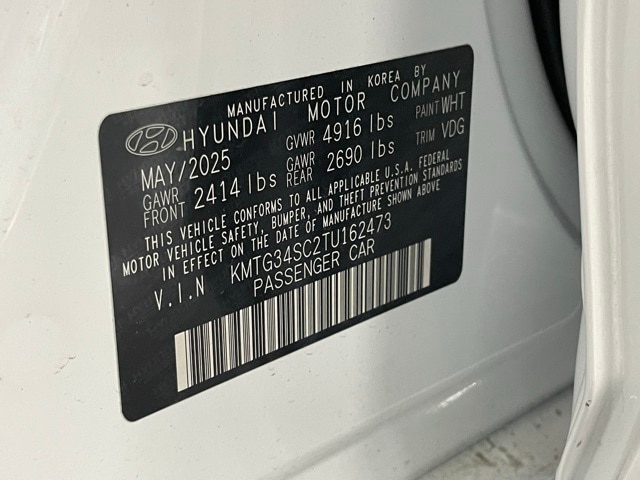 MANUFACTURED IN KOREA BY
HYUNDAI MOTOR COMPANY
MAY/2025 GVWR 4916 lbs PAINT WHT
GAWR FRONT 2414 lbs GAWR REAR 2690 lbs TRIM VDG
THIS VEHICLE CONFORMS TO ALL APPLICABLE U.S.A. FEDERAL
MOTOR VEHICLE SAFETY, BUMPER, AND THEFT PREVENTION STANDARDS
IN EFFECT ON THE DATE OF MANUFACTURE SHOWN ABOVE
V.I.N KMTG34SC2TU162473
PASSENGER CAR